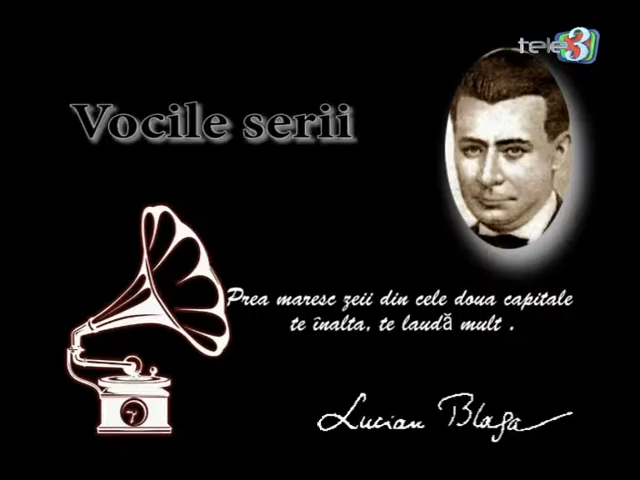 tele3
Vocile serii
Prea maresc zeii din cele doua capitale
te înalta, te laudă mult .
Lucian Blaga